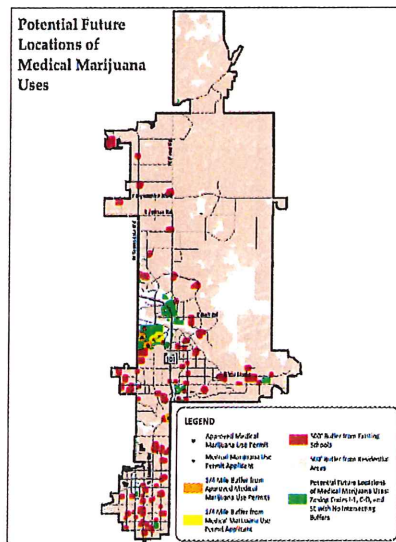 Potential Future
Locations of
Medical Marijuana
Uses
101
LEGEND
Approved Medical
Marijuana Use Permit
Medical Marijuana Use
Permit Applicant
1/4 Mile Buffer from
Approved Medical
Marijuana Use Permits
1/4 Mile Buffer from
Medical Marijuana Use
Permit Applicant
500' Buffer from Existing
Schools
500' Buffer from Residential
Areas
Potential Future Locations
of Medical Marijuana Uses:
with No Intersecting
Buffers